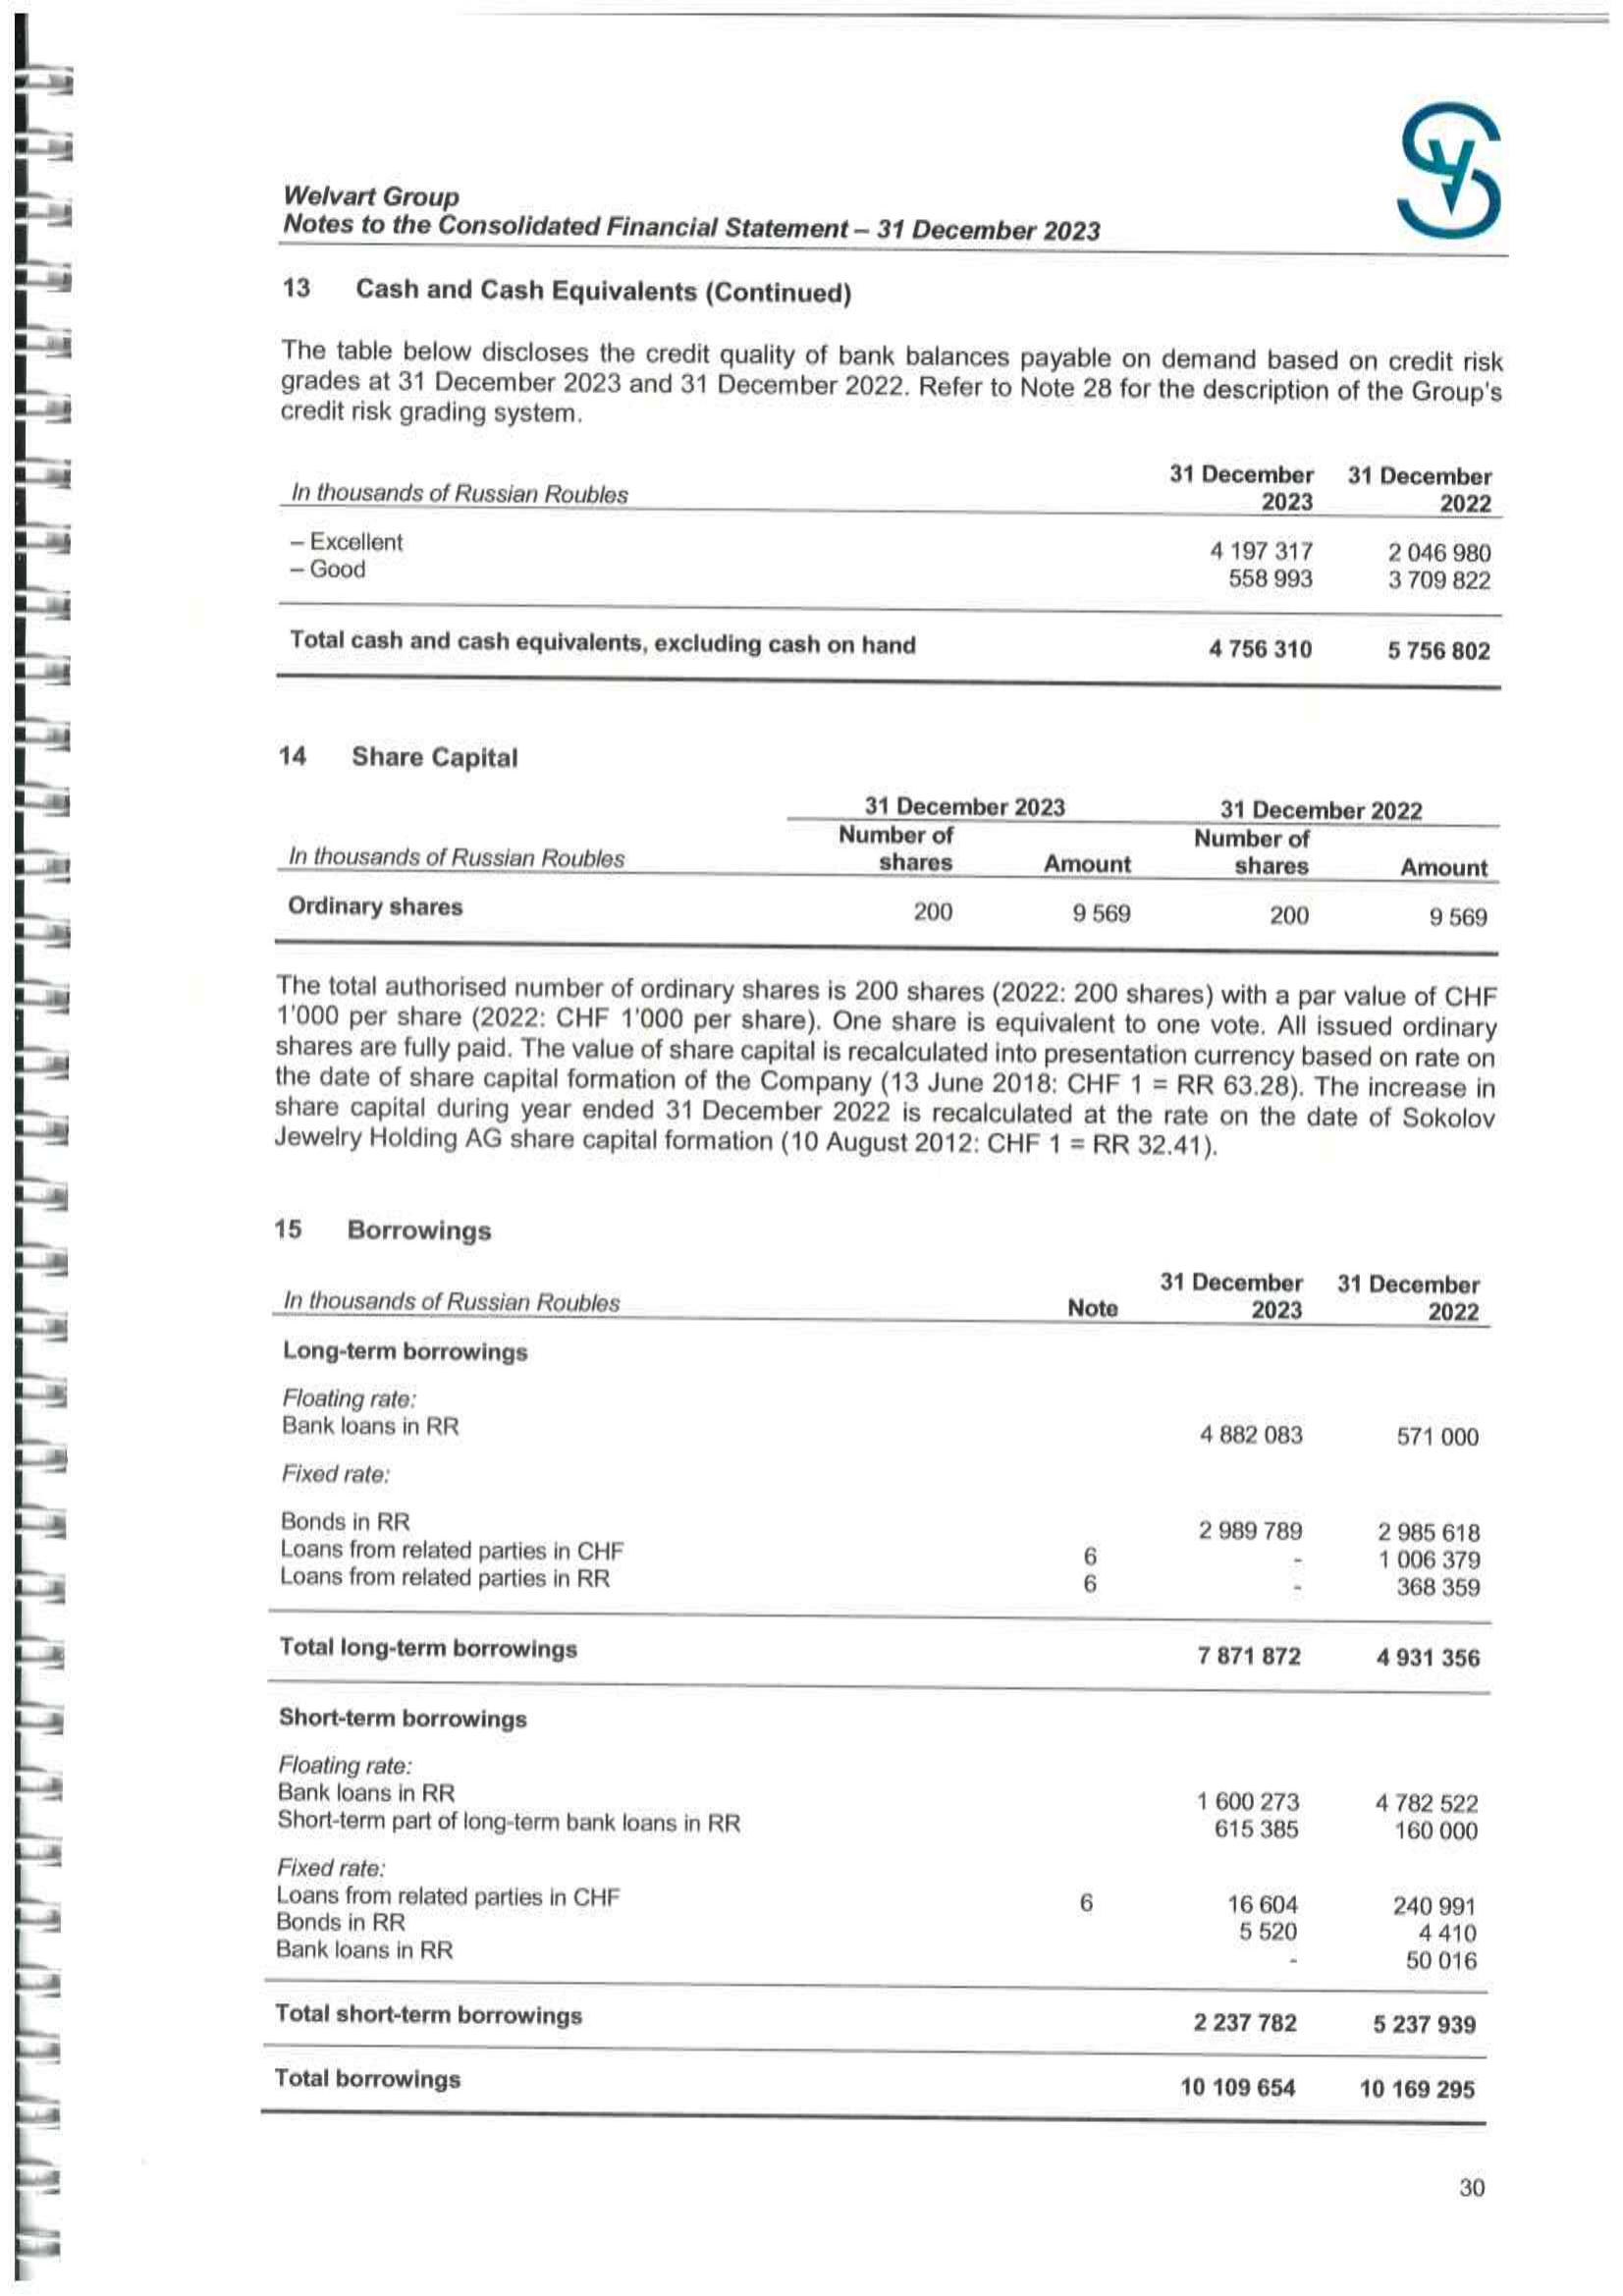 Welvart Group
Notes to the Consolidated Financial Statement – 31 December 2023
13 Cash and Cash Equivalents (Continued)
The table below discloses the credit quality of bank balances payable on demand based on credit risk
grades at 31 December 2023 and 31 December 2022. Refer to Note 28 for the description of the Group's
credit risk grading system.
31 December 31 December
In thousands of Russian Roubles 2023 2022
– Excellent 4 197 317 2 046 980
– Good 558 993 3 709 822
Total cash and cash equivalents, excluding cash on hand 4 756 310 5 756 802
14 Share Capital
31 December 2023 31 December 2022
Number of Number of
In thousands of Russian Roubles shares Amount shares Amount
Ordinary shares 200 9 569 200 9 569
The total authorised number of ordinary shares is 200 shares (2022: 200 shares) with a par value of CHF
1'000 per share (2022: CHF 1'000 per share). One share is equivalent to one vote. All issued ordinary
shares are fully paid. The value of share capital is recalculated into presentation currency based on rate on
the date of share capital formation of the Company (13 June 2018: CHF 1 = RR 63.28). The increase in
share capital during year ended 31 December 2022 is recalculated at the rate on the date of Sokolov
Jewelry Holding AG share capital formation (10 August 2012: CHF 1 = RR 32.41).
15 Borrowings
31 December 31 December
In thousands of Russian Roubles Note 2023 2022
Long-term borrowings
Floating rate:
Bank loans in RR 4 882 083 571 000
Fixed rate:
Bonds in RR 2 989 789 2 985 618
Loans from related parties in CHF 6 - 1 006 379
Loans from related parties in RR 6 - 368 359
Total long-term borrowings 7 871 872 4 931 356
Short-term borrowings
Floating rate:
Bank loans in RR 1 600 273 4 782 522
Short-term part of long-term bank loans in RR 615 385 160 000
Fixed rate:
Loans from related parties in CHF 6 16 604 240 991
Bonds in RR 5 520 4 410
Bank loans in RR - 50 016
Total short-term borrowings 2 237 782 5 237 939
Total borrowings 10 109 654 10 169 295
30